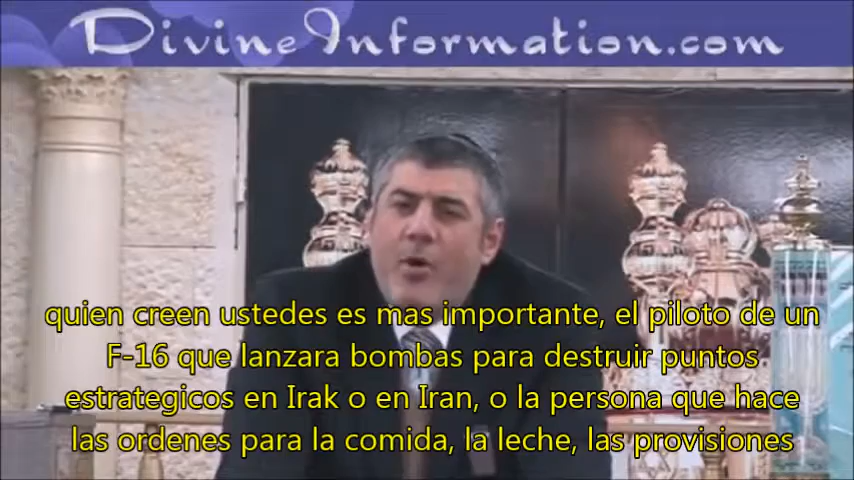 DivineInformation.com
quien creen ustedes es mas importante, el piloto de un
F-16 que lanzara bombas para destruir puntos
estrategicos en Irak o en Iran, o la persona que hace
las ordenes para la comida, la leche, las provisiones